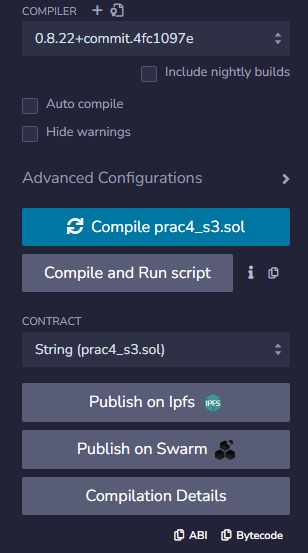 COMPILER
0.8.22+commit.4fc1097e
Include nightly builds
Auto compile
Hide warnings
Advanced Configurations
Compile prac4_s3.sol
Compile and Run script
CONTRACT
String (prac4_s3.sol)
Publish on Ipfs IPFS
Publish on Swarm
Compilation Details
ABI Bytecode